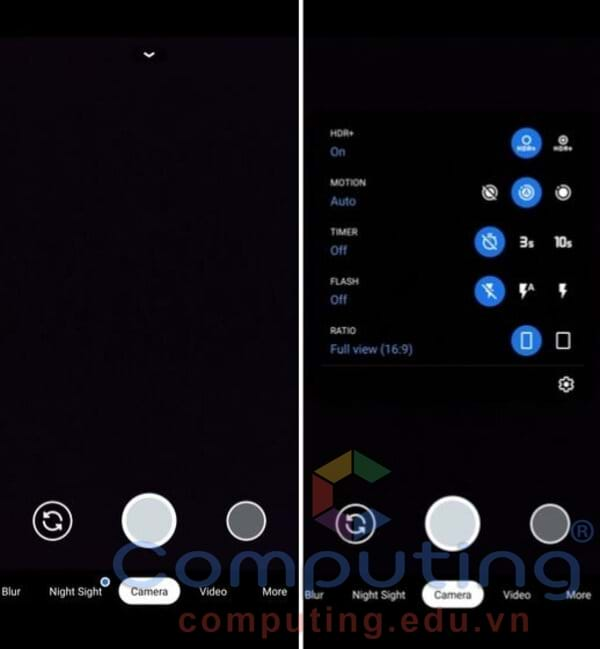 HDR+
On
HDR+ HDR+
MOTION
Auto
TIMER
Off
3s 10s
FLASH
Off
A
RATIO
Full view (16:9)
Blur Night Sight Camera Video More
Blur Night Sight Camera Video More
Computing®
computing.edu.vn